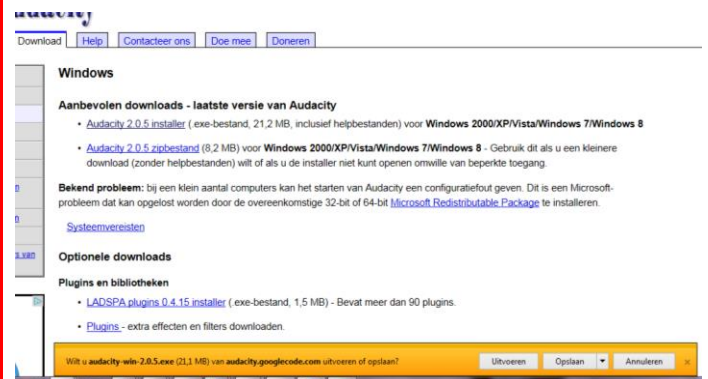 audacity
Download Help Contacteer ons Doe mee Doneren
Windows
Aanbevolen downloads - laatste versie van Audacity
• Audacity 2.0.5 installer (.exe-bestand, 21,2 MB, inclusief helpbestanden) voor Windows 2000/XP/Vista/Windows 7/Windows 8
• Audacity 2.0.5 zipbestand (8,2 MB) voor Windows 2000/XP/Vista/Windows 7/Windows 8 - Gebruik dit als u een kleinere
download (zonder helpbestanden) wilt of als u de installer niet kunt openen omwille van beperkte toegang.
Bekend probleem: bij een klein aantal computers kan het starten van Audacity een configuratiefout geven. Dit is een Microsoft-
probleem dat kan opgelost worden door de overeenkomstige 32-bit of 64-bit Microsoft Redistributable Package te installeren.
Systeemvereisten
Optionele downloads
Plugins en bibliotheken
• LADSPA plugins 0.4.15 installer (.exe-bestand, 1,5 MB) - Bevat meer dan 90 plugins.
• Plugins - extra effecten en filters downloaden.
Wilt u audacity-win-2.0.5.exe (21,1 MB) van audacity.googlecode.com uitvoeren of opslaan? Uitvoeren Opslaan Annuleren ×